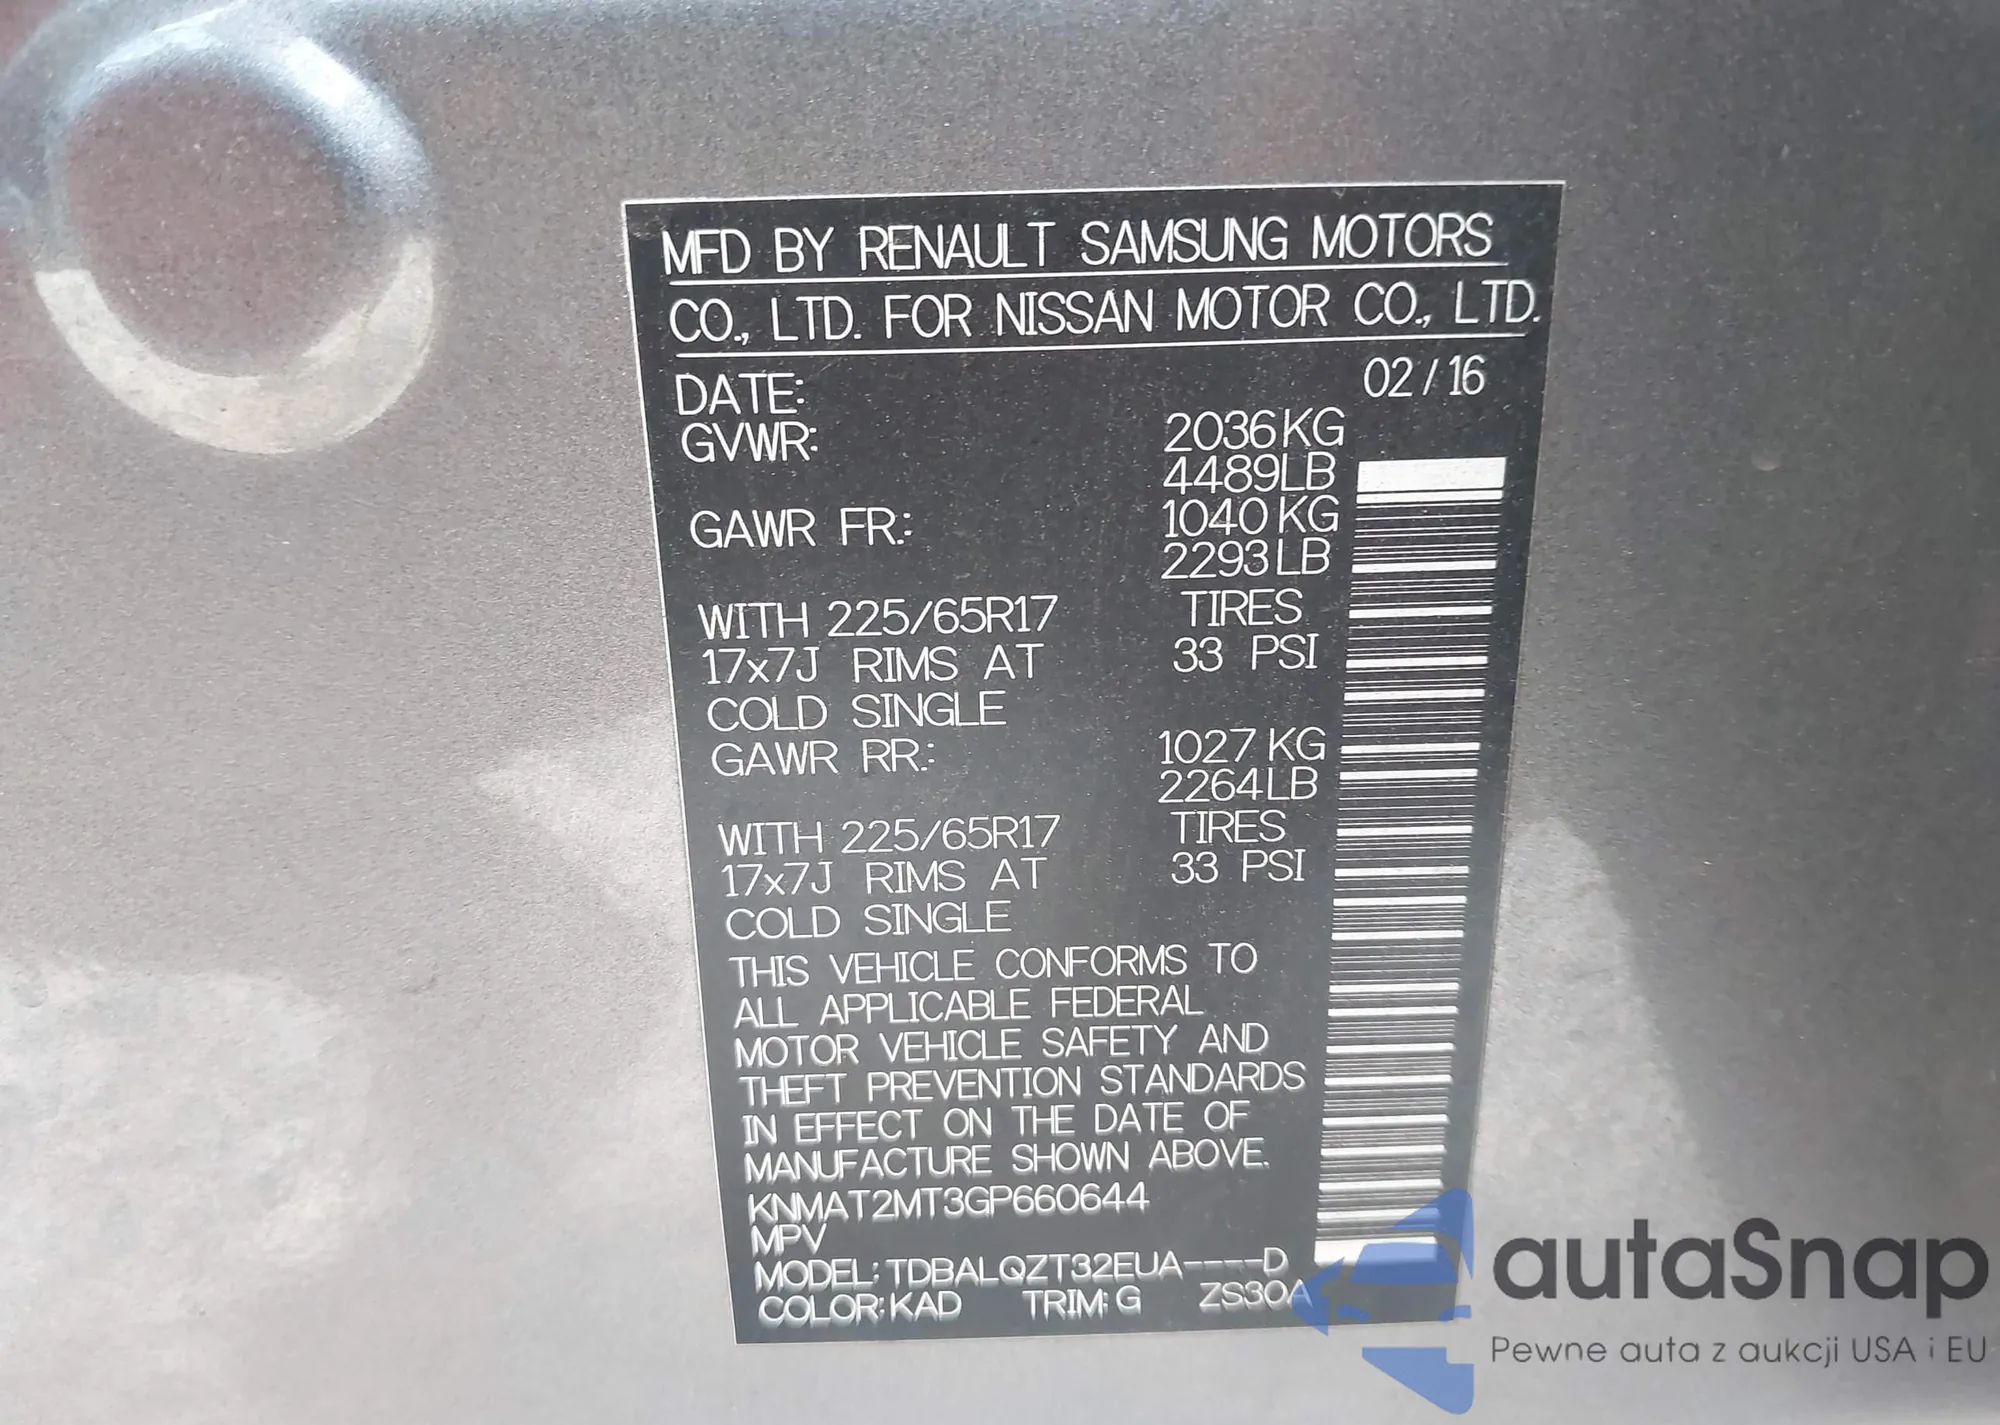 MFD BY RENAULT SAMSUNG MOTORS
CO., LTD. FOR NISSAN MOTOR CO., LTD.
DATE: 02/16
GVWR: 2036KG
4489LB
GAWR FR.: 1040KG
2293LB
WITH 225/65R17 TIRES
17x7J RIMS AT 33 PSI
COLD SINGLE
GAWR RR.: 1027KG
2264LB
WITH 225/65R17 TIRES
17x7J RIMS AT 33 PSI
COLD SINGLE
THIS VEHICLE CONFORMS TO
ALL APPLICABLE FEDERAL
MOTOR VEHICLE SAFETY AND
THEFT PREVENTION STANDARDS
IN EFFECT ON THE DATE OF
MANUFACTURE SHOWN ABOVE.
KNMAT2MT3GP660644
MPV
MODEL: TDBALQZT32EUA----D
COLOR: KAD TRIM: G ZS30A
autaSnap
Pewne auta z aukcji USA i EU